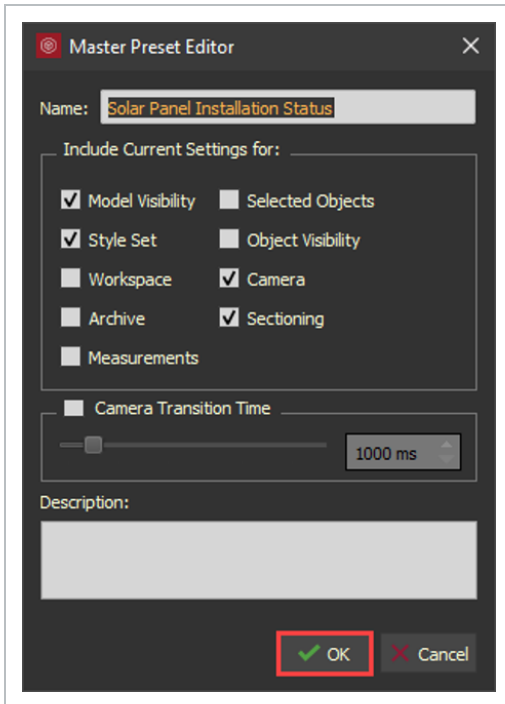 Master Preset Editor
Name: Solar Panel Installation Status
Include Current Settings for:
Model Visibility Selected Objects
Style Set Object Visibility
Workspace Camera
Archive Sectioning
Measurements
Camera Transition Time
1000 ms
Description:
OK Cancel